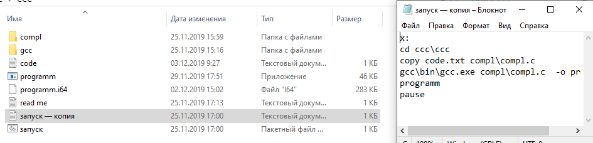 Имя Дата изменения Тип Размер
compl 25.11.2019 15:59 Папка с файлами
gcc 25.11.2019 15:16 Папка с файлами
code 03.12.2019 9:27 Текстовый докум... 1 КБ
programm 29.11.2019 17:51 Приложение 46 КБ
programm.i64 02.12.2019 15:02 Файл "I64" 283 КБ
read me 25.11.2019 17:13 Текстовый докум... 1 КБ
запуск — копия 25.11.2019 17:00 Текстовый докум... 1 КБ
запуск 25.11.2019 17:00 Пакетный файл ... 1 КБ
запуск — копия – Блокнот
Файл Правка Формат Вид Справка
x:
cd ccc\ccc
copy code.txt compl\compl.c
gcc\bin\gcc.exe compl\compl.c -o pr
programm
pause